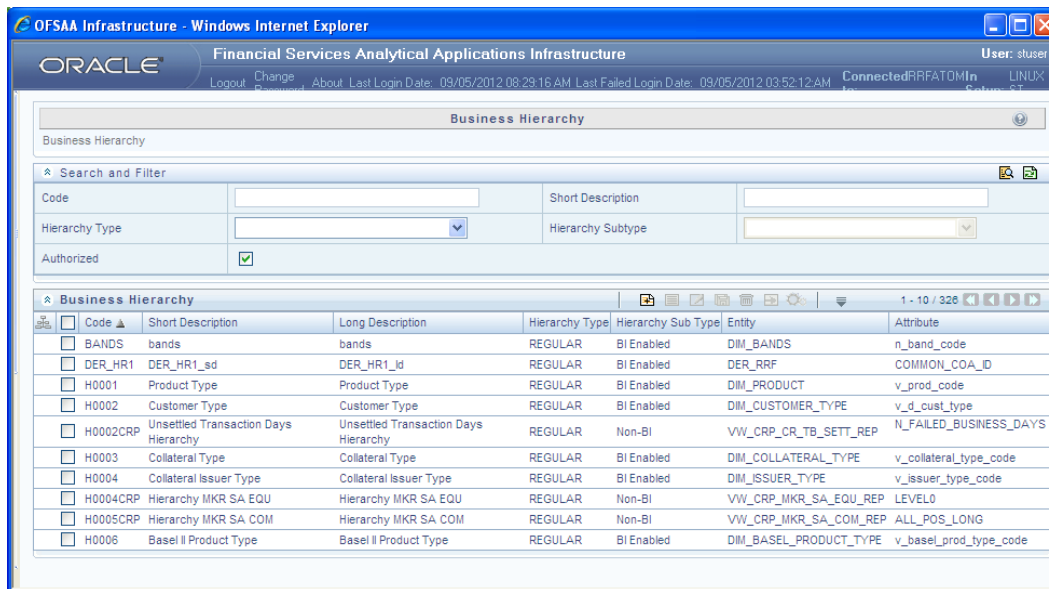 OFSAA Infrastructure - Windows Internet Explorer
ORACLE
Financial Services Analytical Applications Infrastructure
User: stuser
Logout Change About Last Login Date: 09/05/2012 08:29:16 AM Last Failed Login Date: 09/05/2012 03:52:12:AM Connected RRFATOM In LINUX
Business Hierarchy
Business Hierarchy
Search and Filter
Code Short Description
Hierarchy Type Hierarchy Subtype
Authorized
Business Hierarchy 1 - 10 / 326
Code Short Description Long Description Hierarchy Type Hierarchy Sub Type Entity Attribute
BANDS bands bands REGULAR BI Enabled DIM_BANDS n_band_code
DER_HR1 DER_HR1_sd DER_HR1_ld REGULAR BI Enabled DER_RRF COMMON_COA_ID
H0001 Product Type Product Type REGULAR BI Enabled DIM_PRODUCT v_prod_code
H0002 Customer Type Customer Type REGULAR BI Enabled DIM_CUSTOMER_TYPE v_d_cust_type
H0002CRP Unsettled Transaction Days Hierarchy Unsettled Transaction Days Hierarchy REGULAR Non-BI VW_CRP_CR_TB_SETT_REP N_FAILED_BUSINESS_DAYS
H0003 Collateral Type Collateral Type REGULAR BI Enabled DIM_COLLATERAL_TYPE v_collateral_type_code
H0004 Collateral Issuer Type Collateral Issuer Type REGULAR BI Enabled DIM_ISSUER_TYPE v_issuer_type_code
H0004CRP Hierarchy MKR SA EQU Hierarchy MKR SA EQU REGULAR Non-BI VW_CRP_MKR_SA_EQU_REP LEVEL0
H0005CRP Hierarchy MKR SA COM Hierarchy MKR SA COM REGULAR Non-BI VW_CRP_MKR_SA_COM_REP ALL_POS_LONG
H0006 Basel II Product Type Basel II Product Type REGULAR BI Enabled DIM_BASEL_PRODUCT_TYPE v_basel_prod_type_code